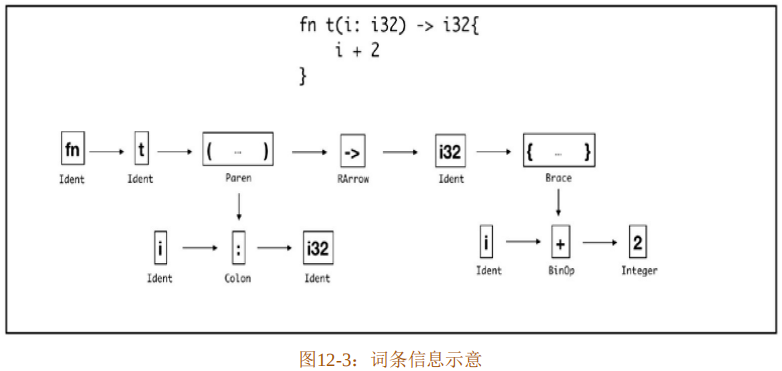 fn t(i: i32) -> i32{
i + 2
}
fn t ( … ) -> i32 { … }
Ident Ident Paren RArrow Ident Brace
i : i32 i + 2
Ident Colon Ident Ident BinOp Integer
图12-3：词条信息示意